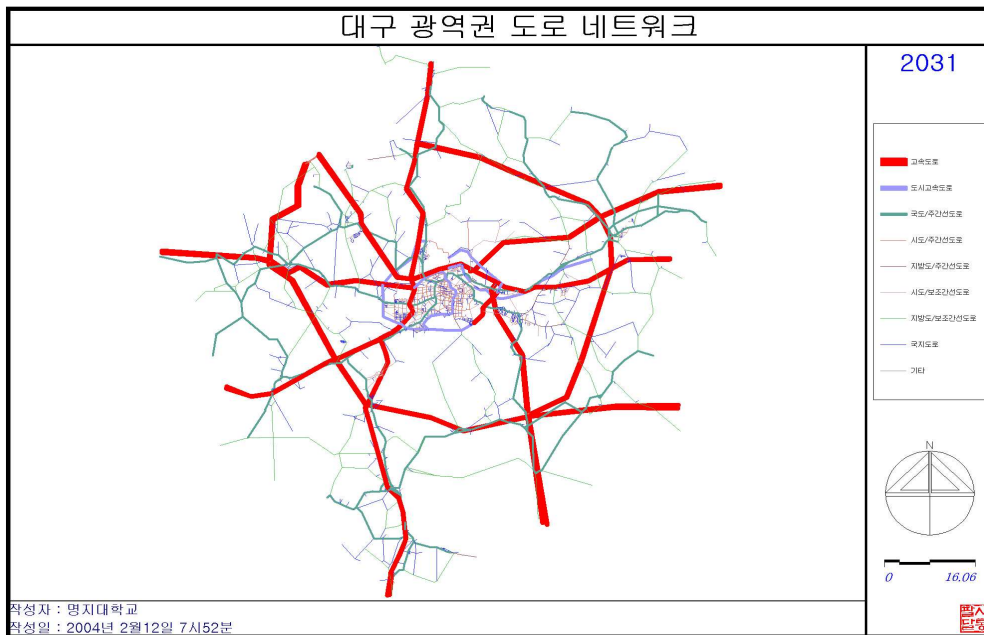 대구 광역권 도로 네트워크
2031
고속도로
도시고속도로
국도/주간선도로
시도/주간선도로
지방도/주간선도로
시도/보조간선도로
지방도/보조간선도로
국지도로
기타
N
0 16.06
작성자 : 명지대학교
작성일 : 2004년 2월12일 7시52분